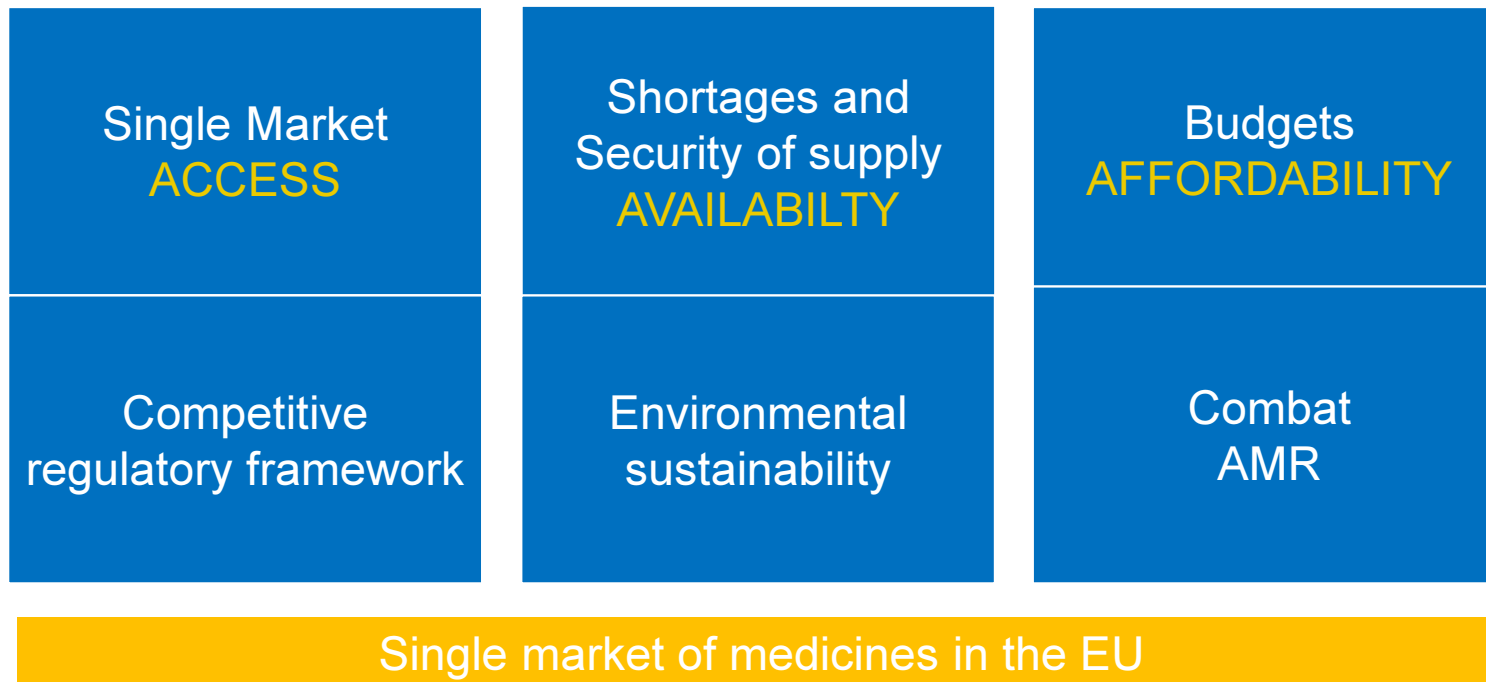 Single Market
ACCESS
Shortages and
Security of supply
AVAILABILTY
Budgets
AFFORDABILITY
Competitive
regulatory framework
Environmental
sustainability
Combat
AMR
Single market of medicines in the EU